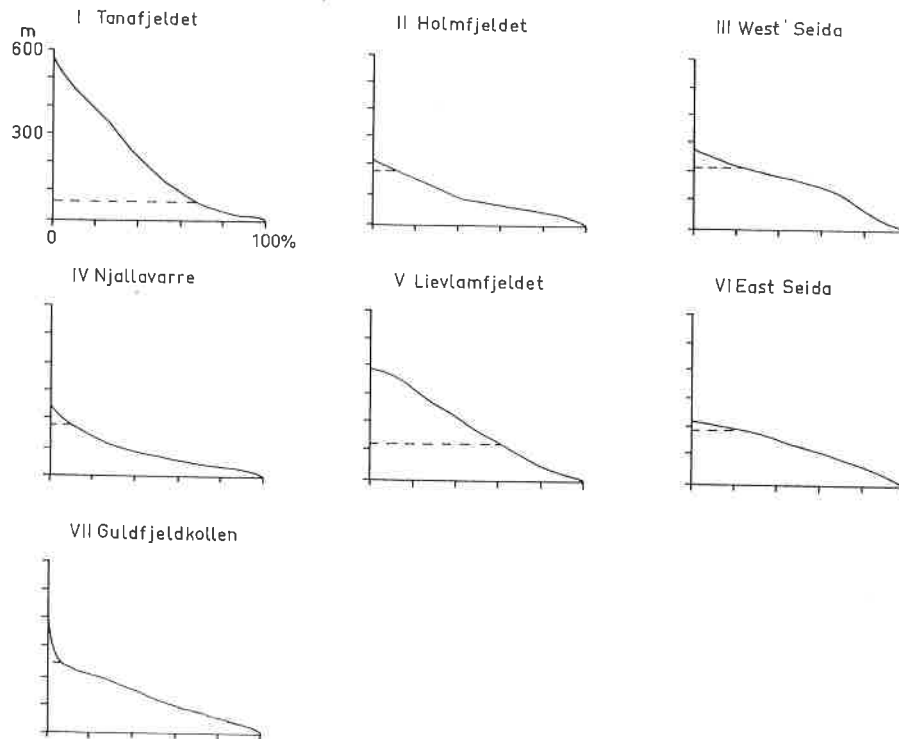 I Tanafjeldet
II Holmfjeldet
III West' Seida
m
600
300
0
100%
IV Njallavarre
V Lievlamfjeldet
VI East Seida
VII Guldfjeldkollen